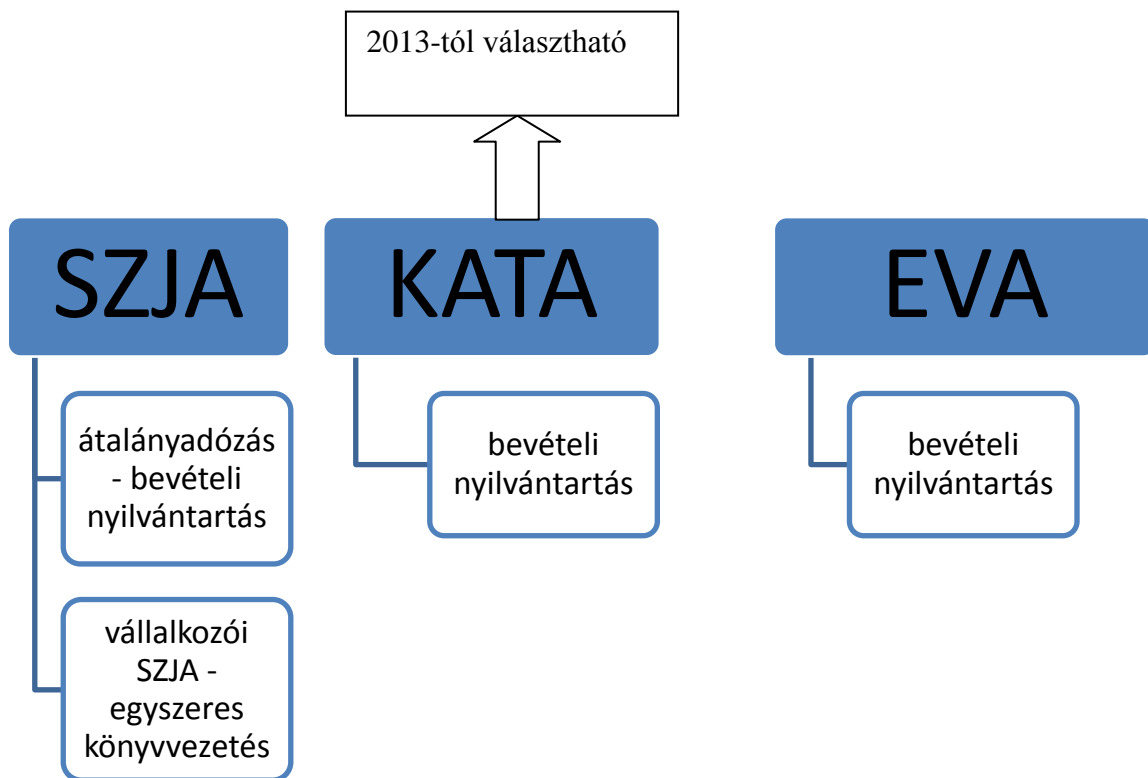 2013-tól választható
SZJA
KATA
EVA
átalányadózás
- bevételi
nyilvántartás
bevételi
nyilvántartás
bevételi
nyilvántartás
vállalkozói
SZJA -
egyszeres
könyvvezetés